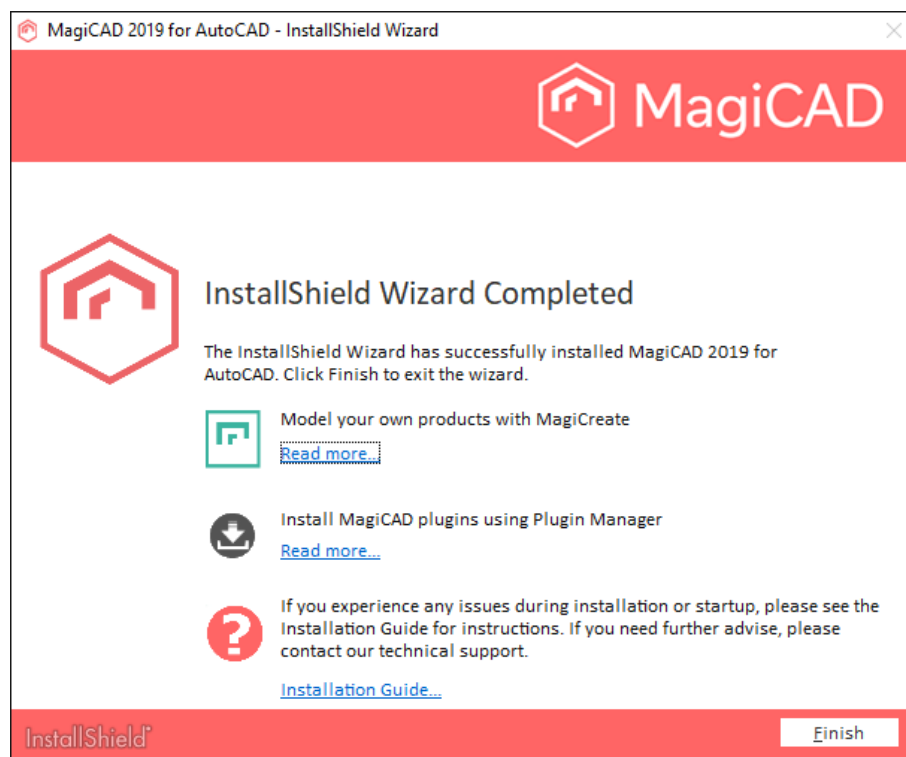 MagiCAD 2019 for AutoCAD - InstallShield Wizard
MagiCAD
InstallShield Wizard Completed
The InstallShield Wizard has successfully installed MagiCAD 2019 for
AutoCAD. Click Finish to exit the wizard.
Model your own products with MagiCreate
Read more...
Install MagiCAD plugins using Plugin Manager
Read more...
If you experience any issues during installation or startup, please see the
Installation Guide for instructions. If you need further advise, please
contact our technical support.
Installation Guide...
InstallShield
Finish